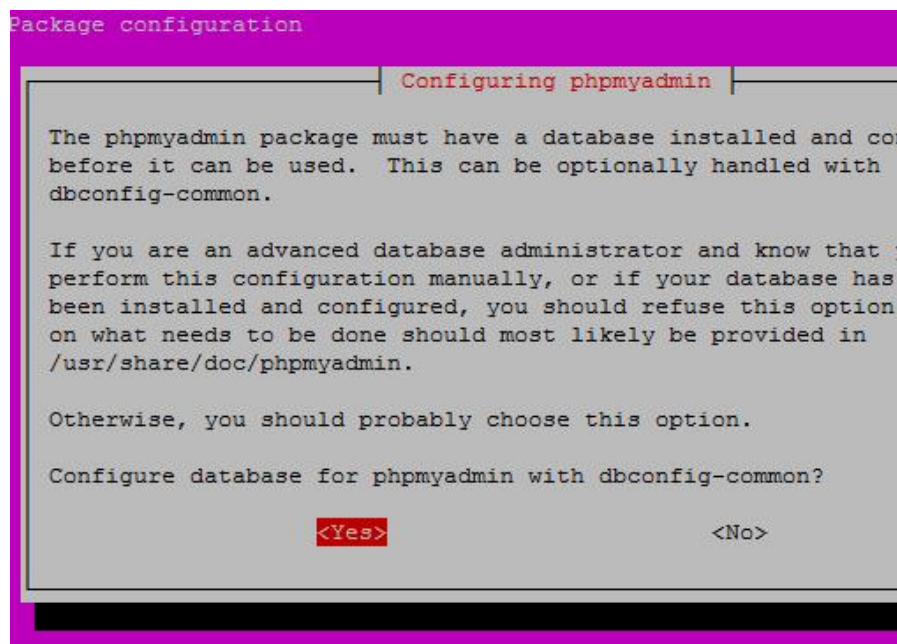 Package configuration
Configuring phpmyadmin
The phpmyadmin package must have a database installed and
before it can be used.  This can be optionally handled with
dbconfig-common.
If you are an advanced database administrator and know that
perform this configuration manually, or if your database has
been installed and configured, you should refuse this option
on what needs to be done should most likely be provided in
/usr/share/doc/phpmyadmin.
Otherwise, you should probably choose this option.
Configure database for phpmyadmin with dbconfig-common?
<Yes> <No>